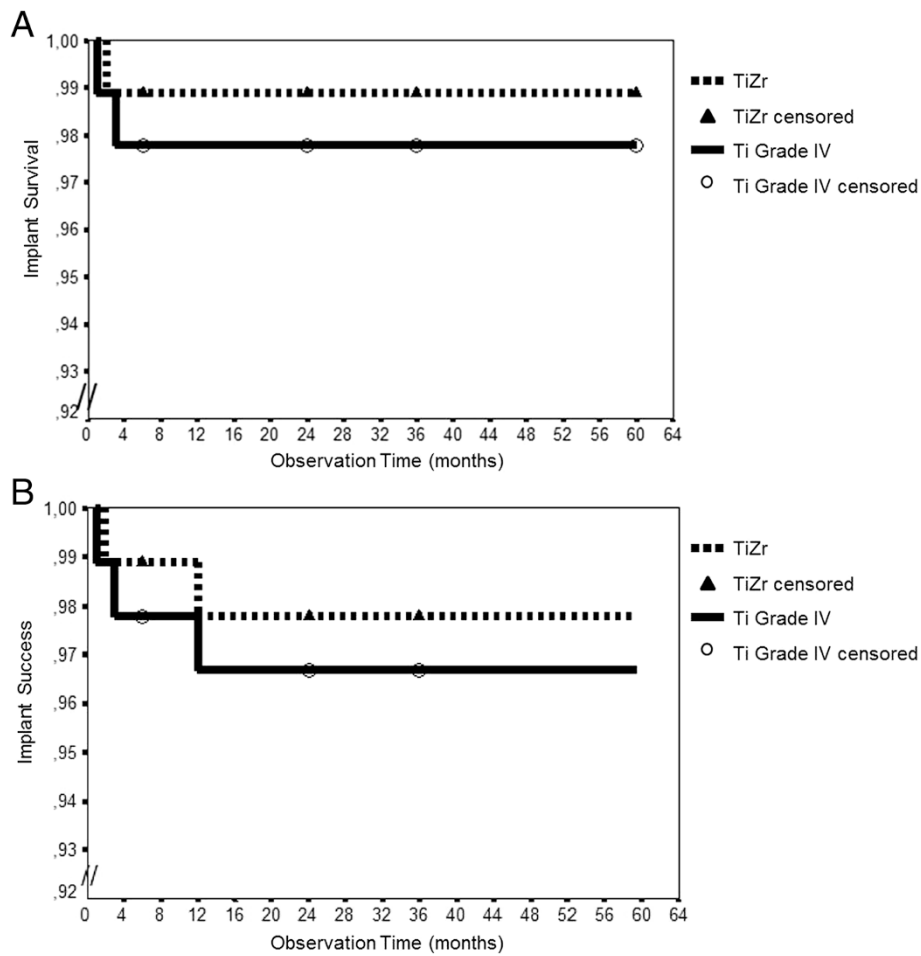 A
1,00
,99
,98
,97
,96
,95
,94
,93
,92
Implant Survival
0 4 8 12 16 20 24 28 32 36 40 44 48 52 56 60 64
Observation Time (months)
TiZr
TiZr censored
Ti Grade IV
Ti Grade IV censored
B
1,00
,99
,98
,97
,96
,95
,94
,93
,92
Implant Success
0 4 8 12 16 20 24 28 32 36 40 44 48 52 56 60 64
Observation Time (months)
TiZr
TiZr censored
Ti Grade IV
Ti Grade IV censored